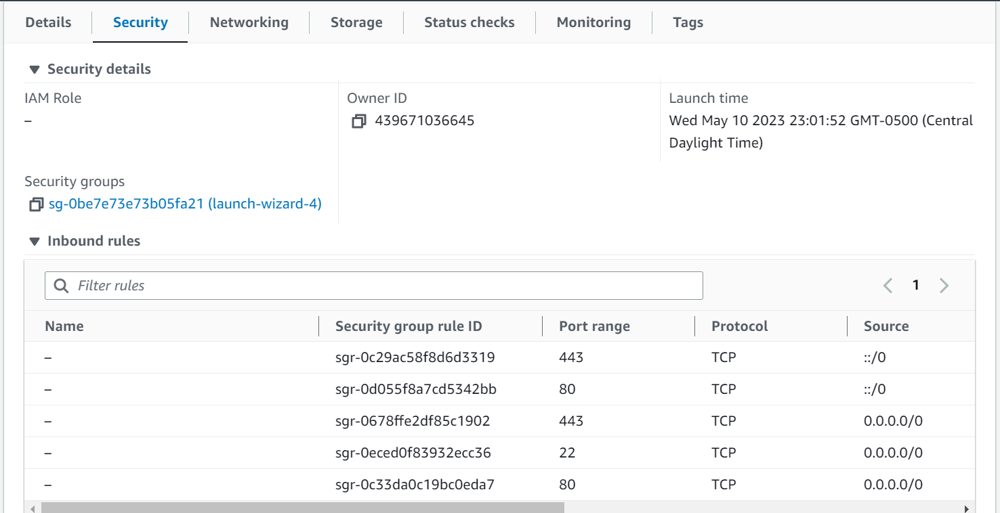 Details Security Networking Storage Status checks Monitoring Tags
Security details
IAM Role Owner ID Launch time
– 439671036645 Wed May 10 2023 23:01:52 GMT-0500 (Central
Daylight Time)
Security groups
sg-0be7e73e73b05fa21 (launch-wizard-4)
Inbound rules
Filter rules 1
Name Security group rule ID Port range Protocol Source
– sgr-0c29ac58f8d6d3319 443 TCP ::/0
– sgr-0d055f8a7cd5342bb 80 TCP ::/0
– sgr-0678ffe2df85c1902 443 TCP 0.0.0.0/0
– sgr-0eced0f83932ecc36 22 TCP 0.0.0.0/0
– sgr-0c33da0c19bc0eda7 80 TCP 0.0.0.0/0